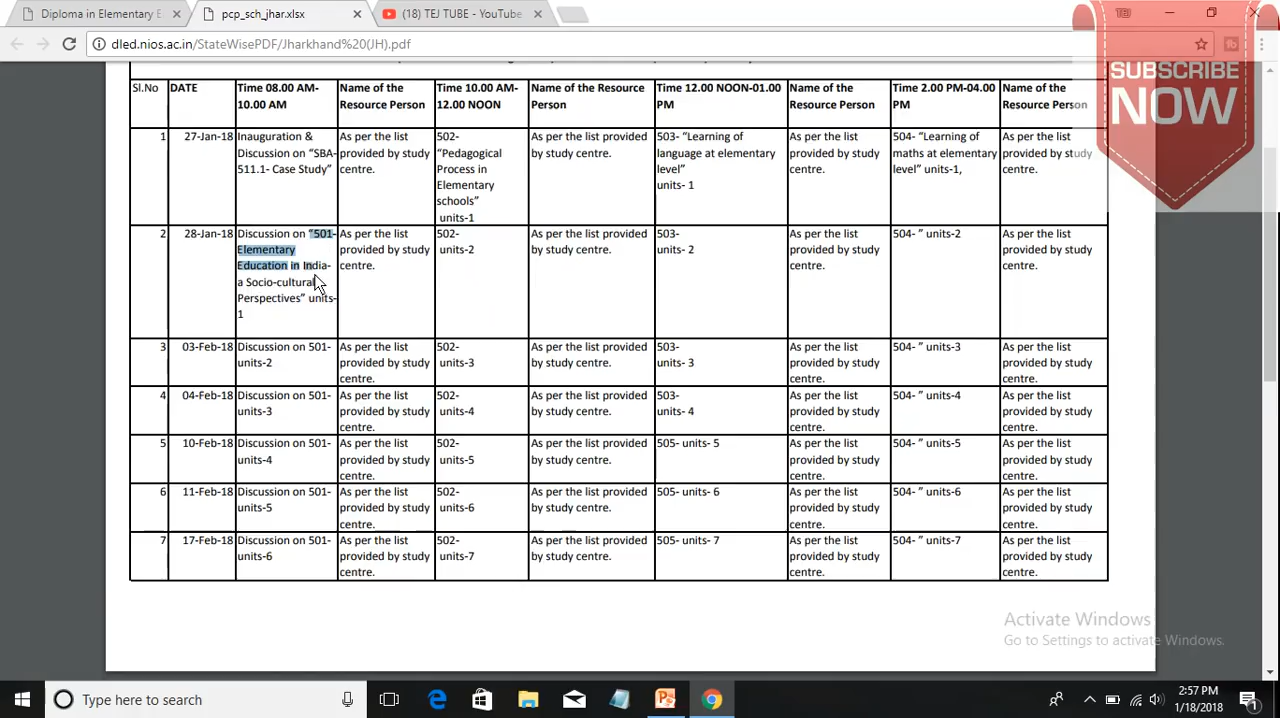 Diploma in Elementary E
pcp_sch_jhar.xlsx
(18) TEJ TUBE - YouTube
dled.nios.ac.in/StateWisePDF/Jharkhand%20(JH).pdf
SUBSCRIBE
NOW
Sl.No
DATE
Time 08.00 AM-
10.00 AM
Name of the
Resource Person
Time 10.00 AM-
12.00 NOON
Name of the Resource
Person
Time 12.00 NOON-01.00
PM
Name of the
Resource Person
Time 2.00 PM-04.00
PM
Name of the
Resource Person
1
27-Jan-18
Inauguration &
Discussion on “SBA-
511.1- Case Study”
As per the list
provided by study
centre.
502-
“Pedagogical
Process in
Elementary
schools”
units-1
As per the list provided
by study centre.
503- “Learning of
language at elementary
level”
units- 1
As per the list
provided by study
centre.
504- “Learning of
maths at elementary
level” units-1,
As per the list
provided by study
centre.
2
28-Jan-18
Discussion on “501-
Elementary
Education in India-
a Socio-cultural
Perspectives” units-
1
As per the list
provided by study
centre.
502-
units-2
As per the list provided
by study centre.
503-
units- 2
As per the list
provided by study
centre.
504- ” units-2
As per the list
provided by study
centre.
3
03-Feb-18
Discussion on 501-
units-2
As per the list
provided by study
centre.
502-
units-3
As per the list provided
by study centre.
503-
units- 3
As per the list
provided by study
centre.
504- ” units-3
As per the list
provided by study
centre.
4
04-Feb-18
Discussion on 501-
units-3
As per the list
provided by study
centre.
502-
units-4
As per the list provided
by study centre.
503-
units- 4
As per the list
provided by study
centre.
504- ” units-4
As per the list
provided by study
centre.
5
10-Feb-18
Discussion on 501-
units-4
As per the list
provided by study
centre.
502-
units-5
As per the list provided
by study centre.
505- units- 5
As per the list
provided by study
centre.
504- ” units-5
As per the list
provided by study
centre.
6
11-Feb-18
Discussion on 501-
units-5
As per the list
provided by study
centre.
502-
units-6
As per the list provided
by study centre.
505- units- 6
As per the list
provided by study
centre.
504- ” units-6
As per the list
provided by study
centre.
7
17-Feb-18
Discussion on 501-
units-6
As per the list
provided by study
centre.
502-
units-7
As per the list provided
by study centre.
505- units- 7
As per the list
provided by study
centre.
504- ” units-7
As per the list
provided by study
centre.
Activate Windows
Go to Settings to activate Windows.
Type here to search
2:57 PM
1/18/2018